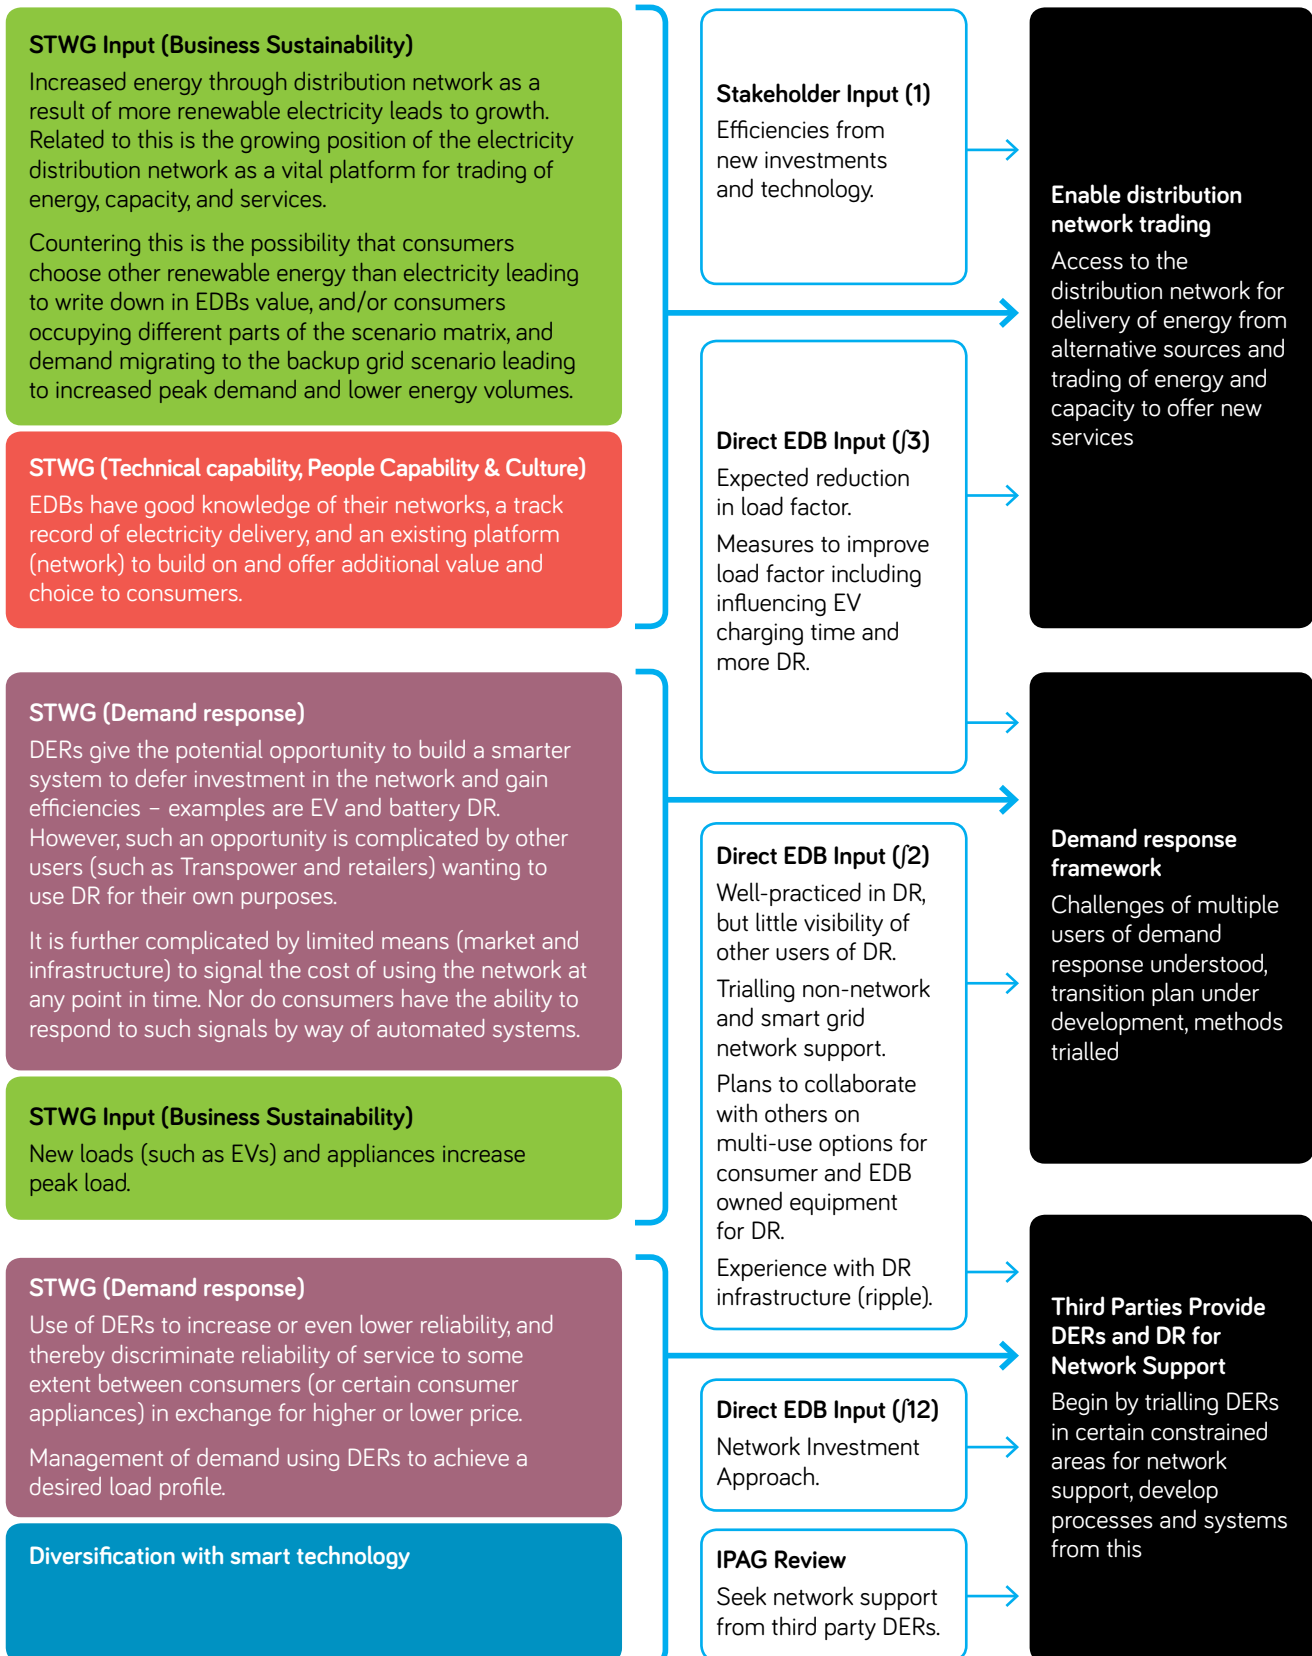 STWG Input (Business Sustainability)
Increased energy through distribution network as a
result of more renewable electricity leads to growth.
Related to this is the growing position of the electricity
distribution network as a vital platform for trading of
energy, capacity, and services.
Countering this is the possibility that consumers
choose other renewable energy than electricity leading
to write down in EDBs value, and/or consumers
occupying different parts of the scenario matrix, and
demand migrating to the backup grid scenario leading
to increased peak demand and lower energy volumes.
STWG (Technical capability, People Capability & Culture)
EDBs have good knowledge of their networks, a track
record of electricity delivery, and an existing platform
(network) to build on and offer additional value and
choice to consumers.
STWG (Demand response)
DERs give the potential opportunity to build a smarter
system to defer investment in the network and gain
efficiencies – examples are EV and battery DR.
However, such an opportunity is complicated by other
users (such as Transpower and retailers) wanting to
use DR for their own purposes.
It is further complicated by limited means (market and
infrastructure) to signal the cost of using the network at
any point in time. Nor do consumers have the ability to
respond to such signals by way of automated systems.
STWG Input (Business Sustainability)
New loads (such as EVs) and appliances increase
peak load.
STWG (Demand response)
Use of DERs to increase or even lower reliability, and
thereby discriminate reliability of service to some
extent between consumers (or certain consumer
appliances) in exchange for higher or lower price.
Management of demand using DERs to achieve a
desired load profile.
Diversification with smart technology
Stakeholder Input (1)
Efficiencies from
new investments
and technology.
Direct EDB Input (∫3)
Expected reduction
in load factor.
Measures to improve
load factor including
influencing EV
charging time and
more DR.
Direct EDB Input (∫2)
Well-practiced in DR,
but little visibility of
other users of DR.
Trialling non-network
and smart grid
network support.
Plans to collaborate
with others on
multi-use options for
consumer and EDB
owned equipment
for DR.
Experience with DR
infrastructure (ripple).
Direct EDB Input (∫12)
Network Investment
Approach.
IPAG Review
Seek network support
from third party DERs.
Enable distribution
network trading
Access to the
distribution network for
delivery of energy from
alternative sources and
trading of energy and
capacity to offer new
services
Demand response
framework
Challenges of multiple
users of demand
response understood,
transition plan under
development, methods
trialled
Third Parties Provide
DERs and DR for
Network Support
Begin by trialling DERs
in certain constrained
areas for network
support, develop
processes and systems
from this